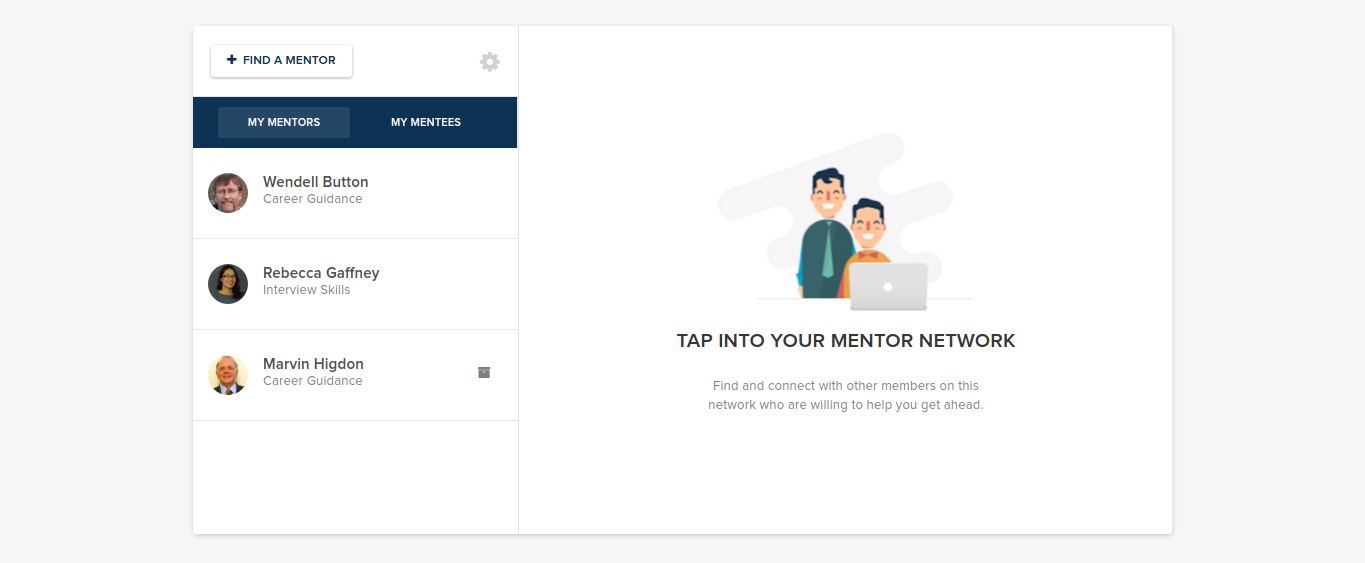 FIND A MENTOR
MY MENTORS
MY MENTEES
Wendell Button
Career Guidance
Rebecca Gaffney
Interview Skills
Marvin Higdon
Career Guidance
TAP INTO YOUR MENTOR NETWORK
Find and connect with other members on this
network who are willing to help you get ahead.